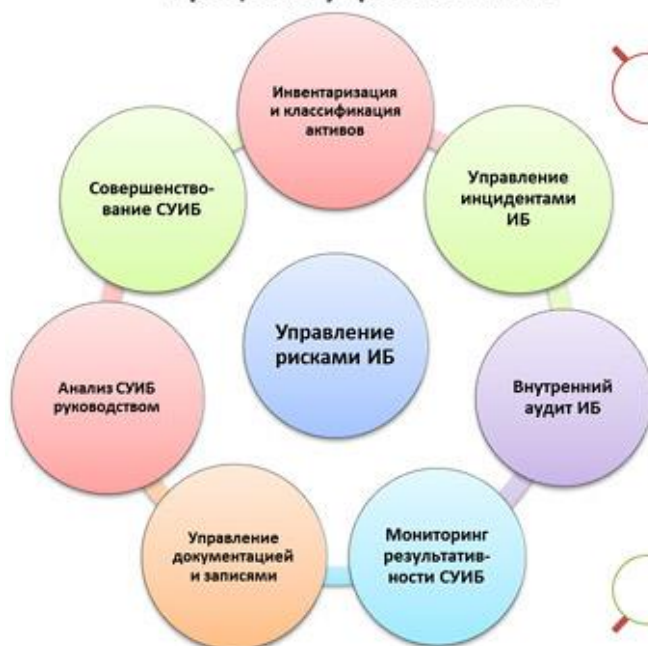 Инвентаризация
и классификация
активов
Управление
инцидентами
ИБ
Внутренний
аудит ИБ
Мониторинг
результатив-
ности СУИБ
Управление
документацией
и записями
Анализ СУИБ
руководством
Совершенство-
вание СУИБ
Управление
рисками ИБ